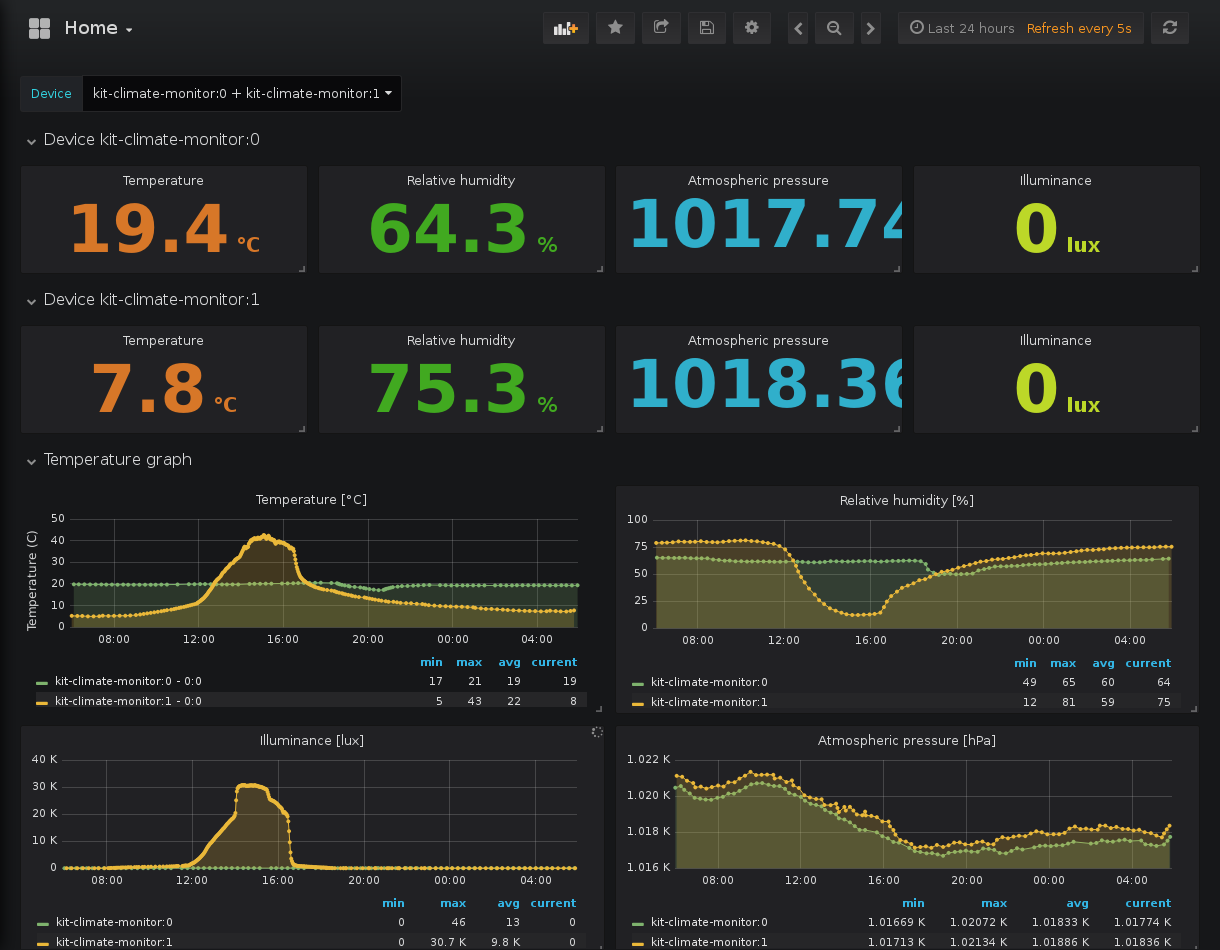 Home
Last 24 hours Refresh every 5s
Device kit-climate-monitor:0 + kit-climate-monitor:1
Device kit-climate-monitor:0
Temperature Relative humidity Atmospheric pressure Illuminance
19.4 °C 64.3 % 1017.74 0 lux
Device kit-climate-monitor:1
Temperature Relative humidity Atmospheric pressure Illuminance
7.8 °C 75.3 % 1018.36 0 lux
Temperature graph
Temperature [°C]
Temperature (C)
50
40
30
20
10
0
08:00 12:00 16:00 20:00 00:00 04:00
min max avg current
kit-climate-monitor:0 - 0:0 17 21 19 19
kit-climate-monitor:1 - 0:0 5 43 22 8
Relative humidity [%]
100
75
50
25
0
08:00 12:00 16:00 20:00 00:00 04:00
min max avg current
kit-climate-monitor:0 49 65 60 64
kit-climate-monitor:1 12 81 59 75
Illuminance [lux]
40 K
30 K
20 K
10 K
0
08:00 12:00 16:00 20:00 00:00 04:00
min max avg current
kit-climate-monitor:0 0 46 13 0
kit-climate-monitor:1 0 30.7 K 9.8 K 0
Atmospheric pressure [hPa]
1.022 K
1.020 K
1.018 K
1.016 K
08:00 12:00 16:00 20:00 00:00 04:00
min max avg current
kit-climate-monitor:0 1.01669 K 1.02072 K 1.01833 K 1.01774 K
kit-climate-monitor:1 1.01713 K 1.02134 K 1.01886 K 1.01836 K